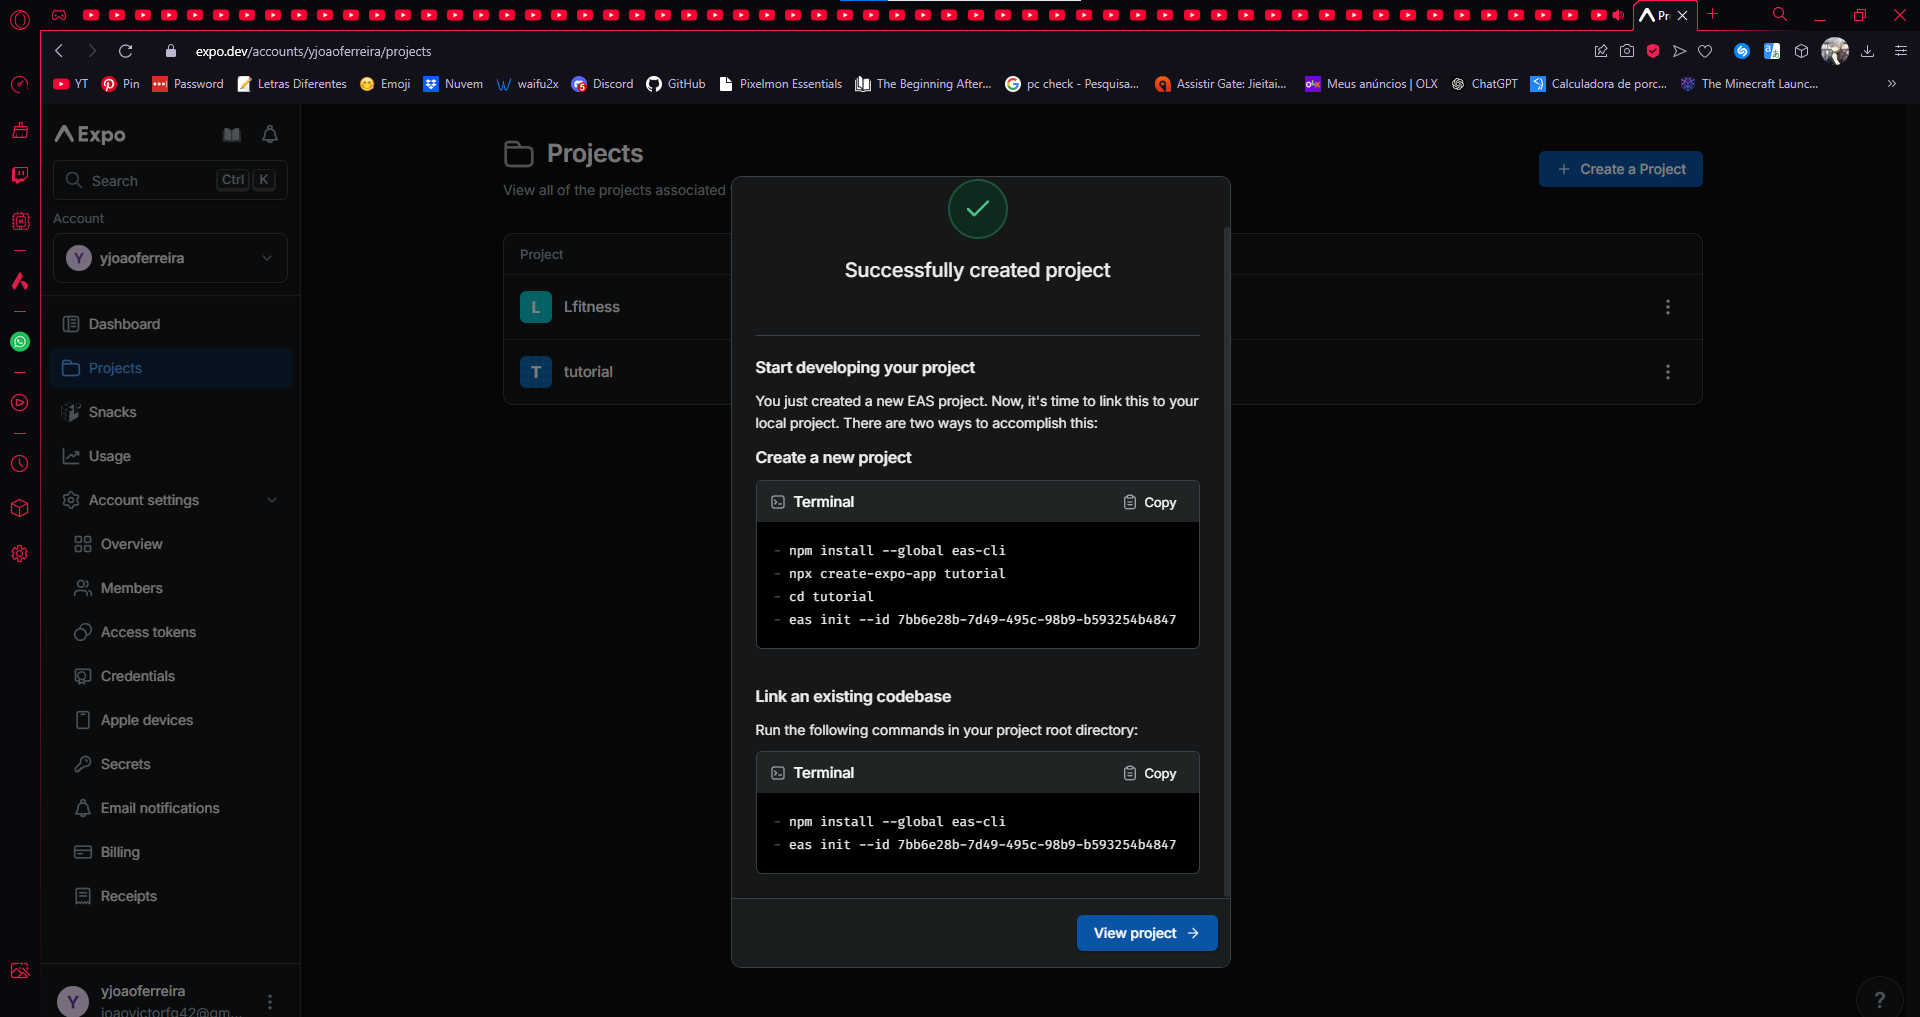 Pr
expo.dev/accounts/yjoaoferreira/projects
YT
Pin
Password
Letras Diferentes
Emoji
Nuvem
waifu2x
Discord
GitHub
Pixelmon Essentials
The Beginning After...
pc check - Pesquisa...
Assistir Gate: Jieitai...
Meus anúncios | OLX
ChatGPT
Calculadora de porc...
The Minecraft Launc...
Expo
Search
Ctrl
K
Account
Y
yjoaoferreira
Dashboard
Projects
Snacks
Usage
Account settings
Overview
Members
Access tokens
Credentials
Apple devices
Secrets
Email notifications
Billing
Receipts
Y
yjoaoferreira
joaovictorfg42@gm...
Projects
View all of the projects associated
+ Create a Project
Project
L
Lfitness
T
tutorial
Successfully created project
Start developing your project
You just created a new EAS project. Now, it's time to link this to your
local project. There are two ways to accomplish this:
Create a new project
Terminal
Copy
- npm install --global eas-cli
- npx create-expo-app tutorial
- cd tutorial
- eas init --id 7bb6e28b-7d49-495c-98b9-b593254b4847
Link an existing codebase
Run the following commands in your project root directory:
Terminal
Copy
- npm install --global eas-cli
- eas init --id 7bb6e28b-7d49-495c-98b9-b593254b4847
View project
?